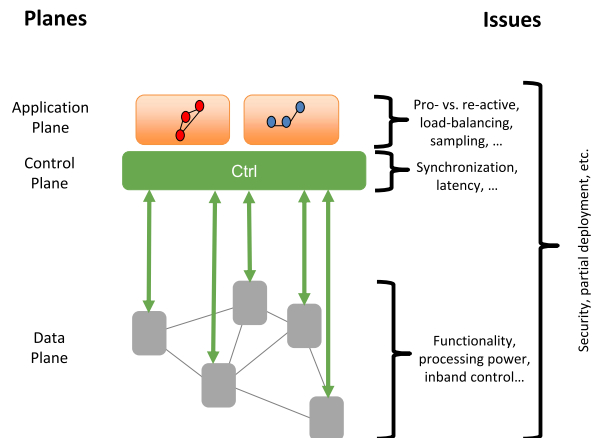 Planes
Issues
Application
Plane
Pro- vs. re-active,
load-balancing,
sampling, ...
Control
Plane
Ctrl
Synchronization,
latency, ...
Data
Plane
Functionality,
processing power,
inband control...
Security, partial deployment, etc.